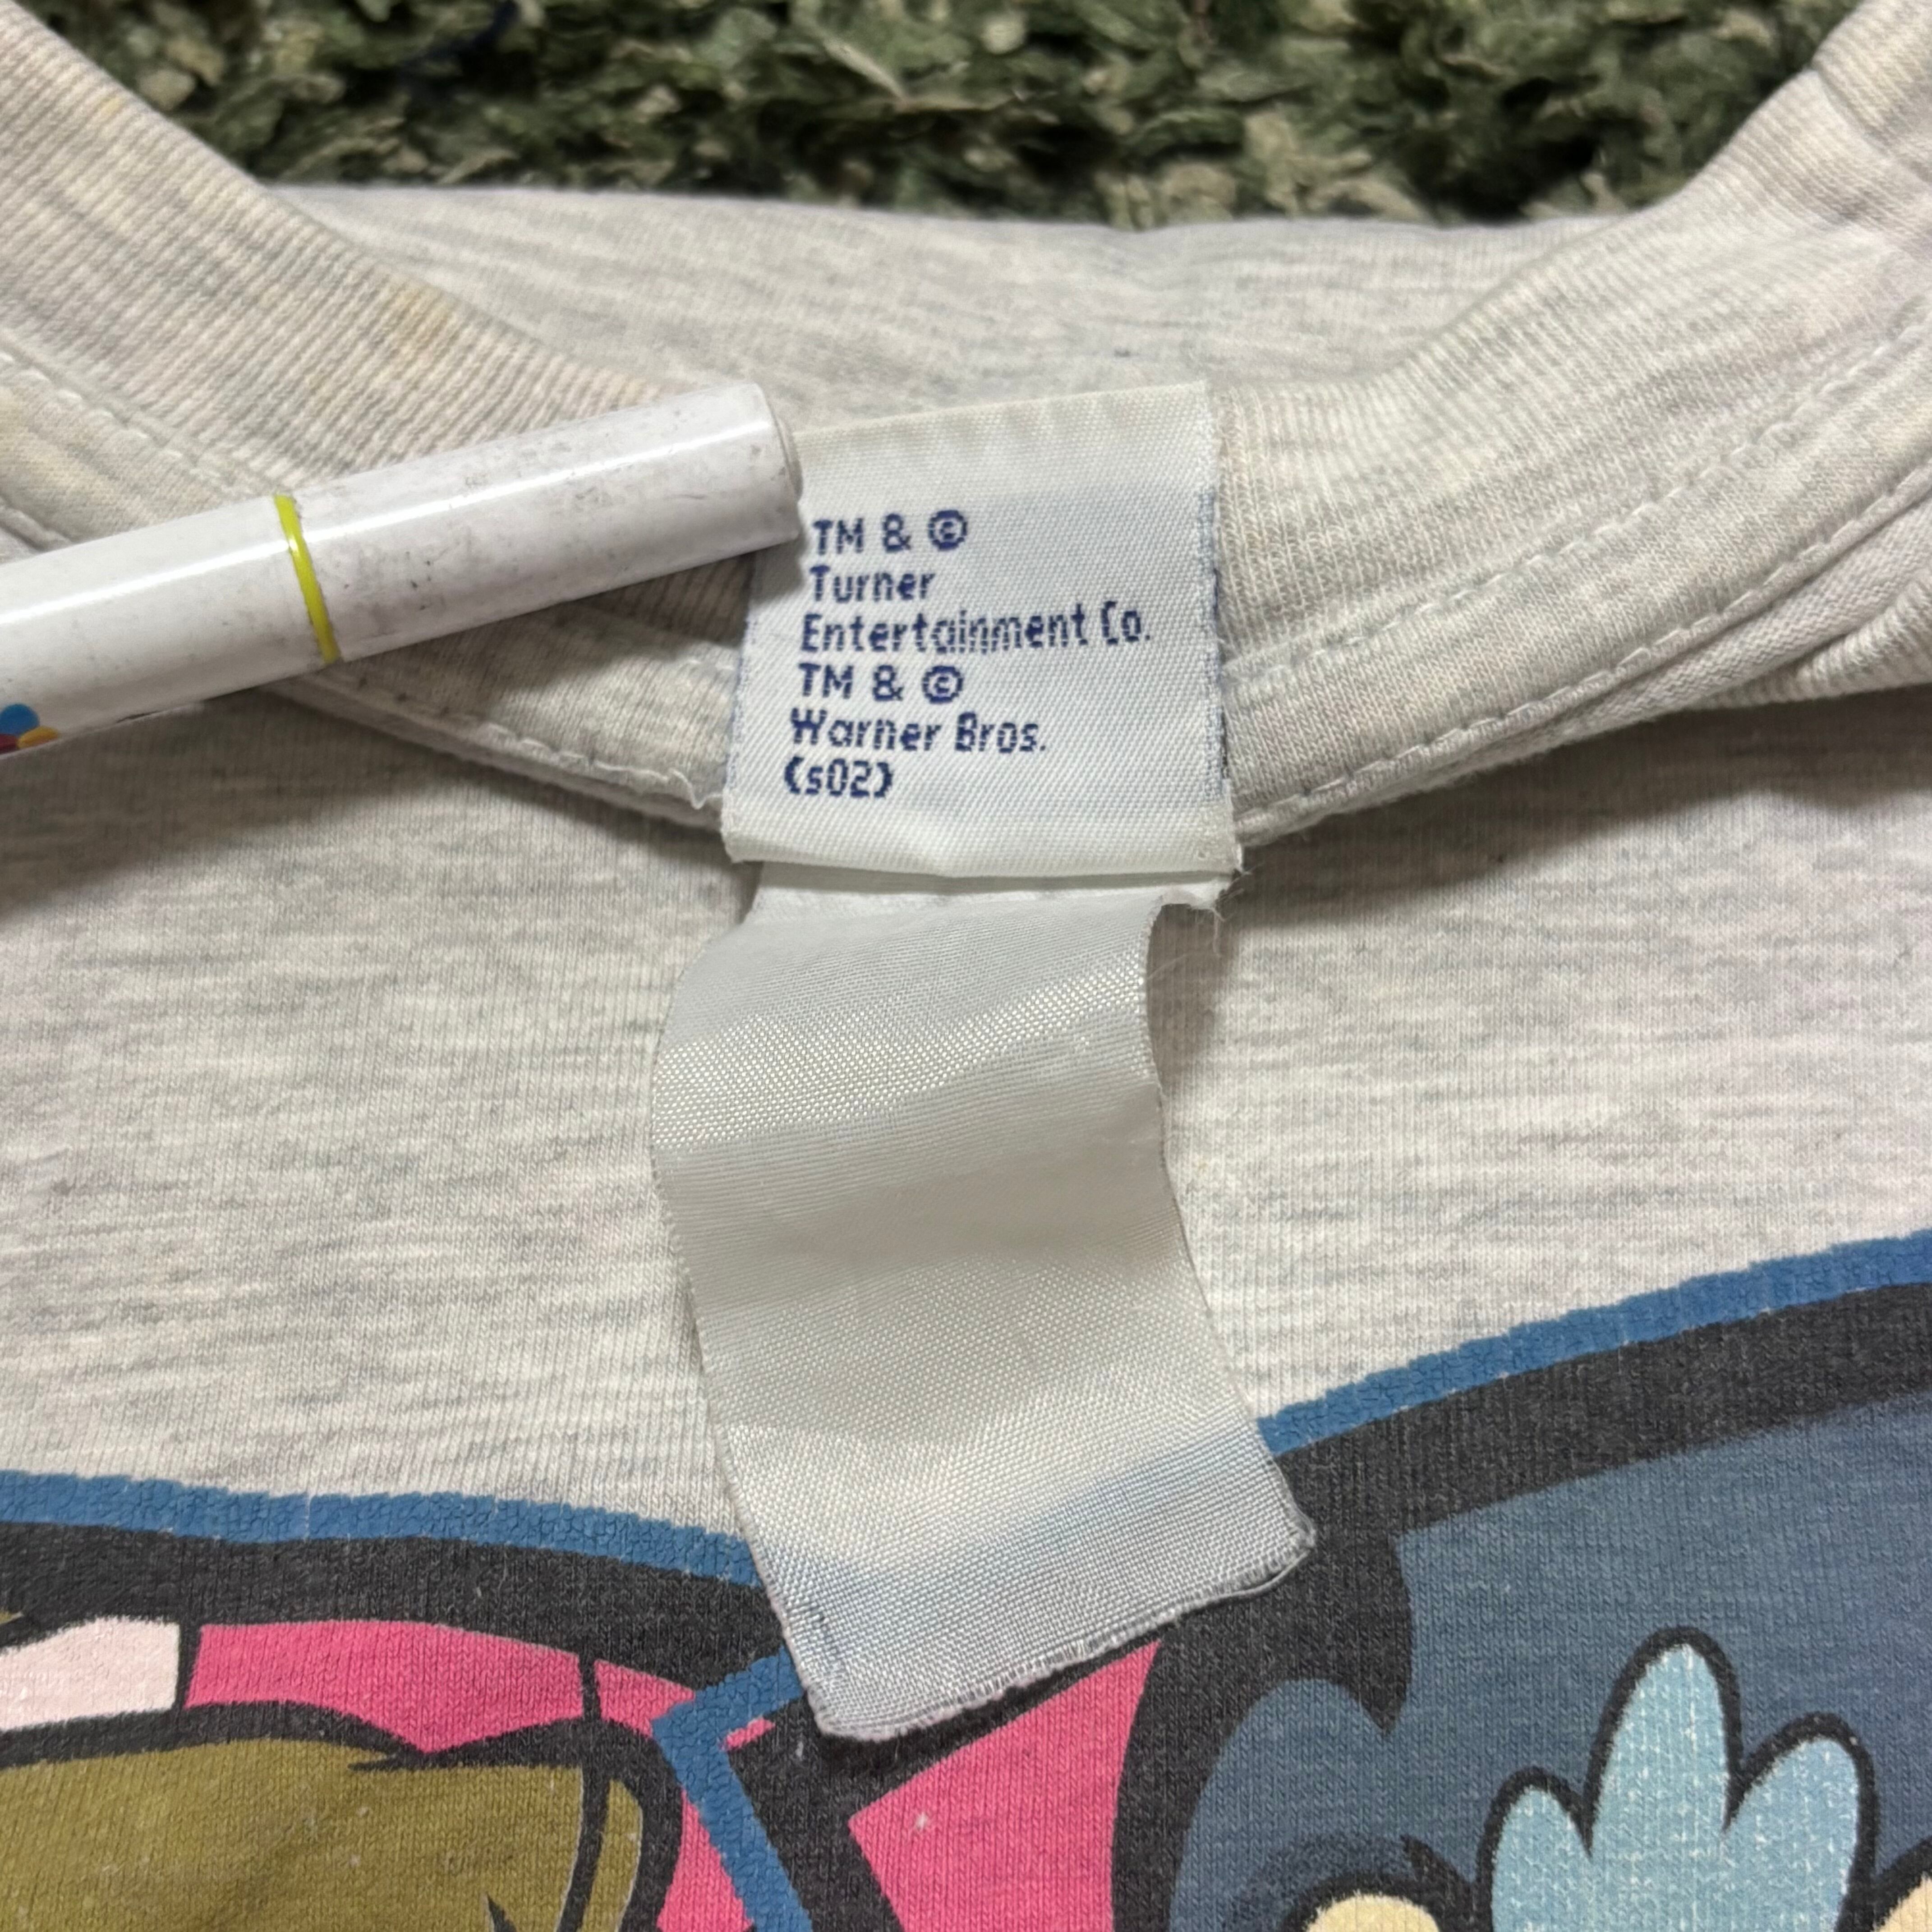 TM & ©
Turner
Entertainment Co.
TM & ©
Warner Bros.
(s02)